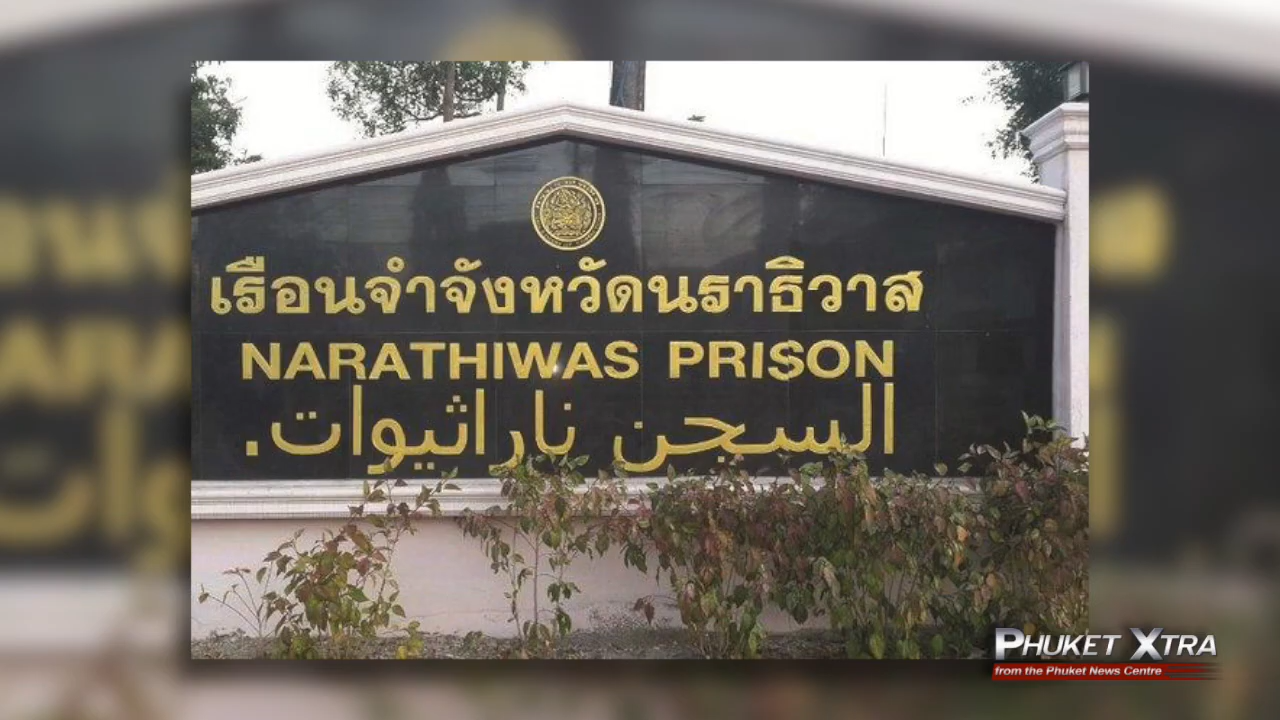 เรือนจำจังหวัดนราธิวาส
NARATHIWAS PRISON
السجن ناراثيوات.
PHUKET XTRA
from the Phuket News Centre